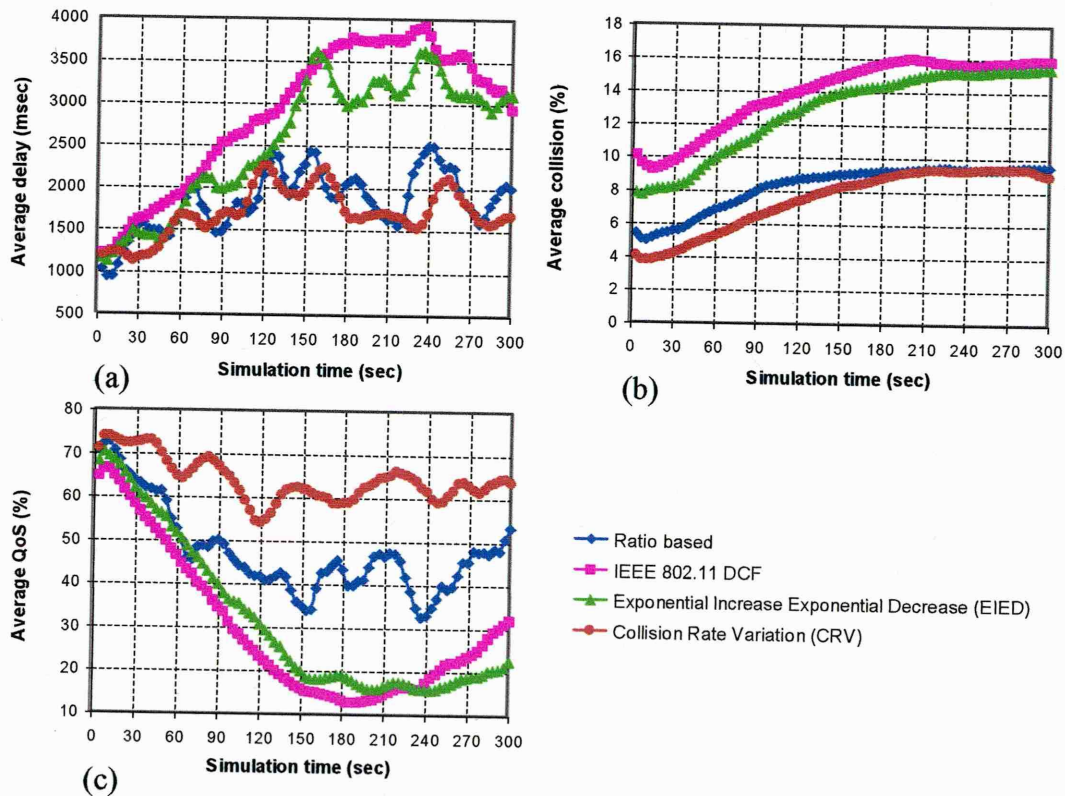 4000
3500
3000
2500
2000
1500
1000
500
Average delay (msec)
0 30 60 90 120 150 180 210 240 270 300
Simulation time (sec)
(a)
18
16
14
12
10
8
6
4
2
0
Average collision (%)
0 30 60 90 120 150 180 210 240 270 300
Simulation time (sec)
(b)
80
70
60
50
40
30
20
10
Average QoS (%)
0 30 60 90 120 150 180 210 240 270 300
Simulation time (sec)
(c)
Ratio based
IEEE 802.11 DCF
Exponential Increase Exponential Decrease (EIED)
Collision Rate Variation (CRV)